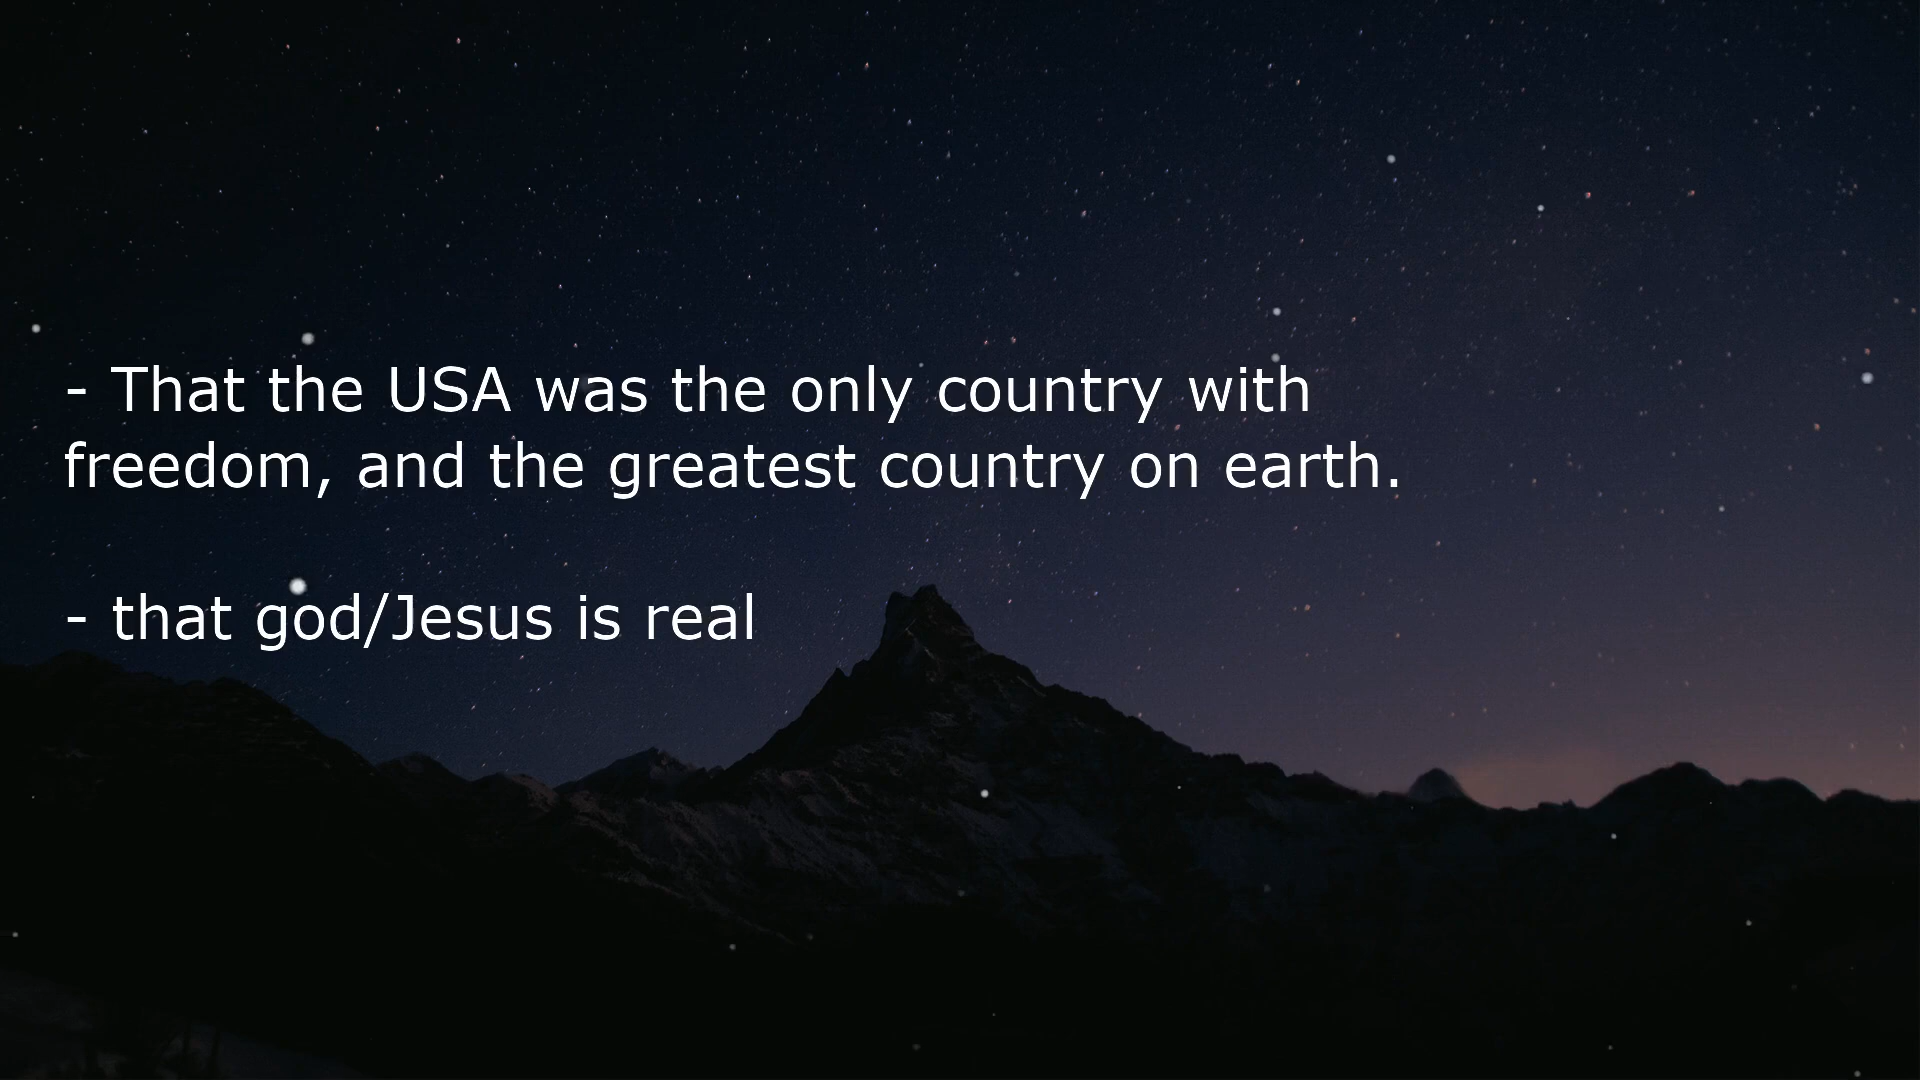 - That the USA was the only country with
freedom, and the greatest country on earth.
- that god/Jesus is real